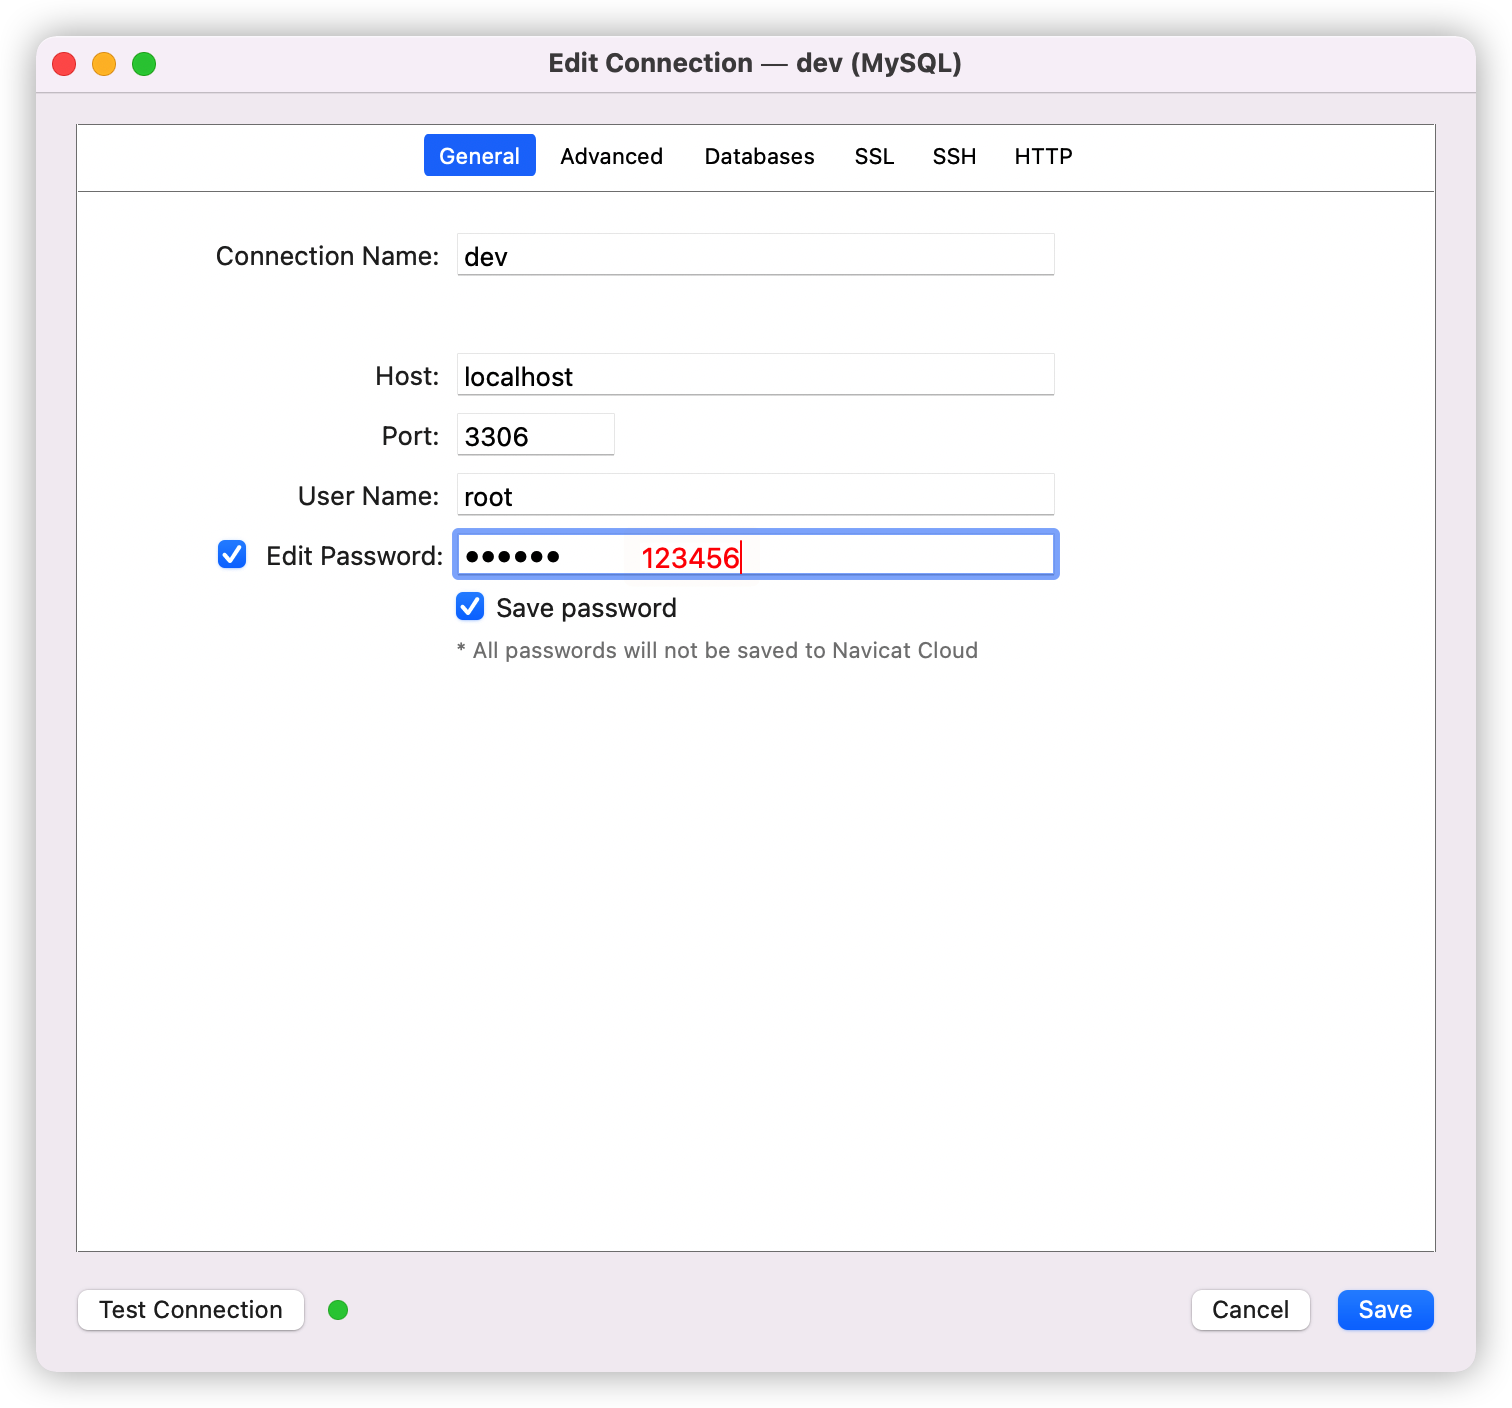 Edit Connection — dev (MySQL)
General Advanced Databases SSL SSH HTTP
Connection Name: dev
Host: localhost
Port: 3306
User Name: root
Edit Password: •••••• 123456
Save password
* All passwords will not be saved to Navicat Cloud
Test Connection Cancel Save